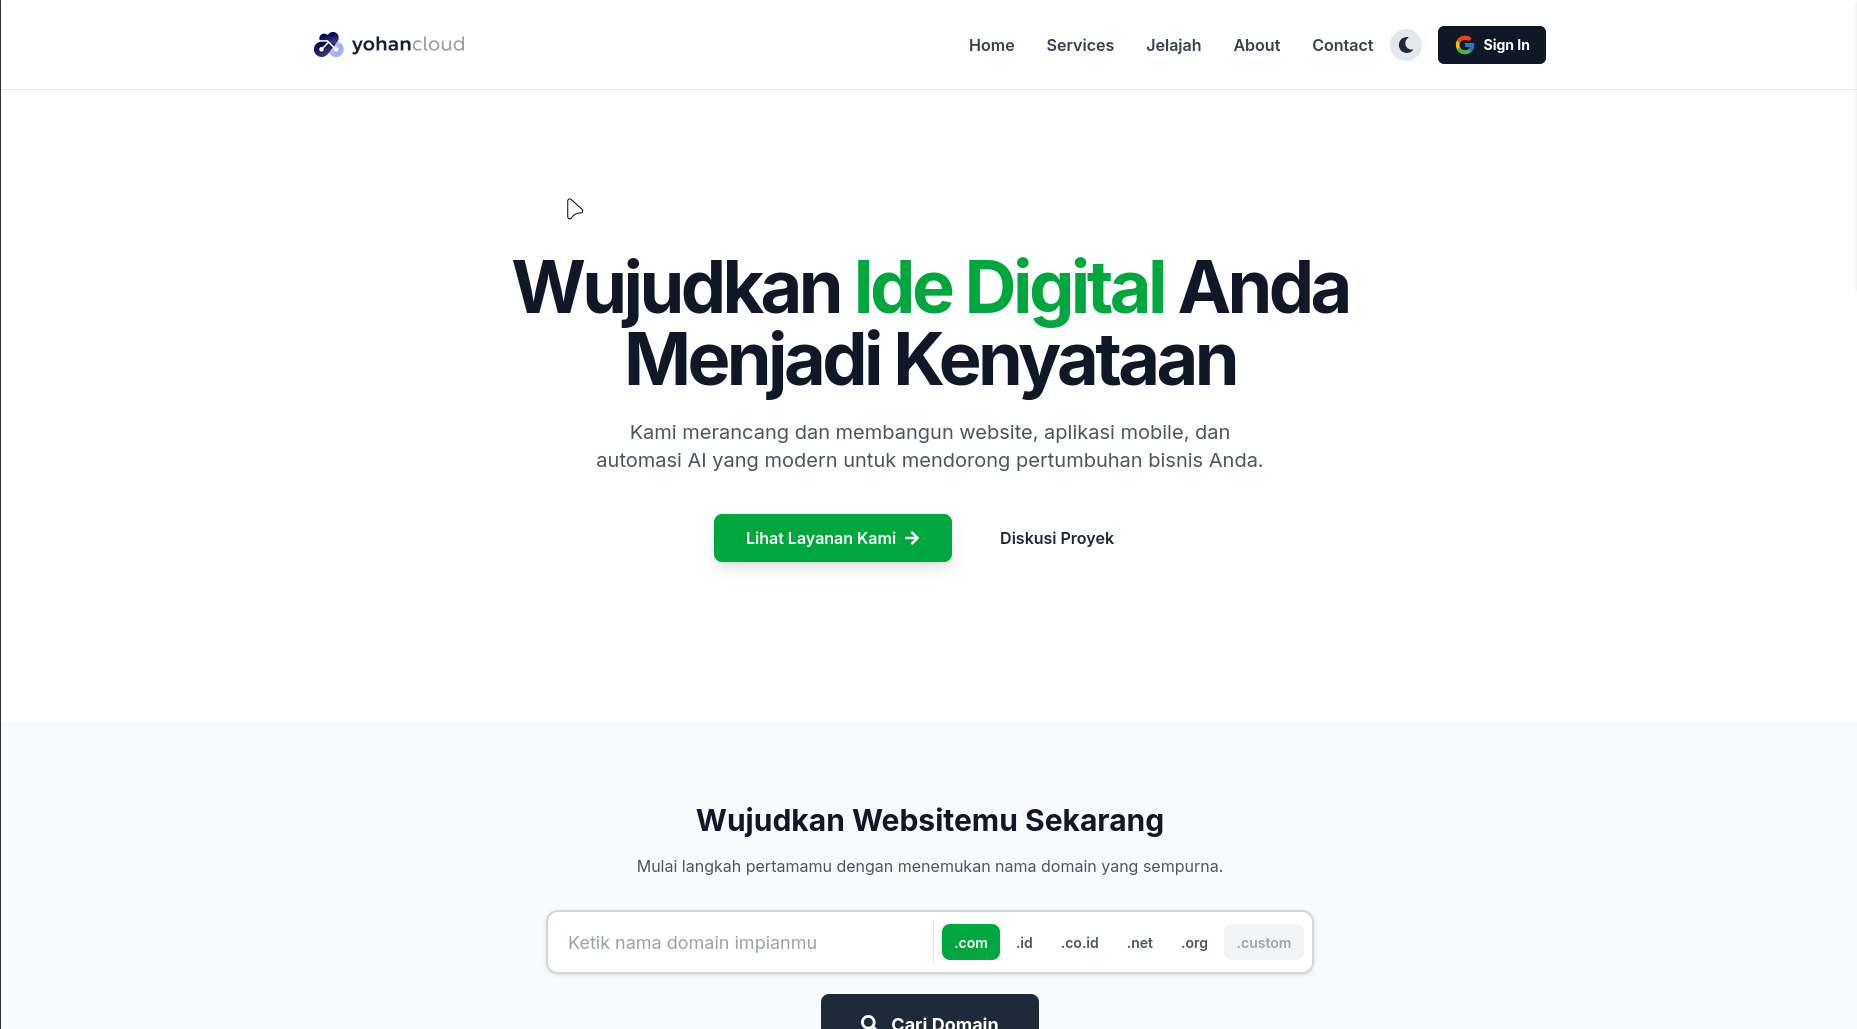 yohancloud
Home Services Jelajah About Contact Sign In
Wujudkan Ide Digital Anda
Menjadi Kenyataan
Kami merancang dan membangun website, aplikasi mobile, dan
automasi AI yang modern untuk mendorong pertumbuhan bisnis Anda.
Lihat Layanan Kami Diskusi Proyek
Wujudkan Websitemu Sekarang
Mulai langkah pertamamu dengan menemukan nama domain yang sempurna.
Ketik nama domain impianmu .com .id .co.id .net .org .custom
Cari Domain